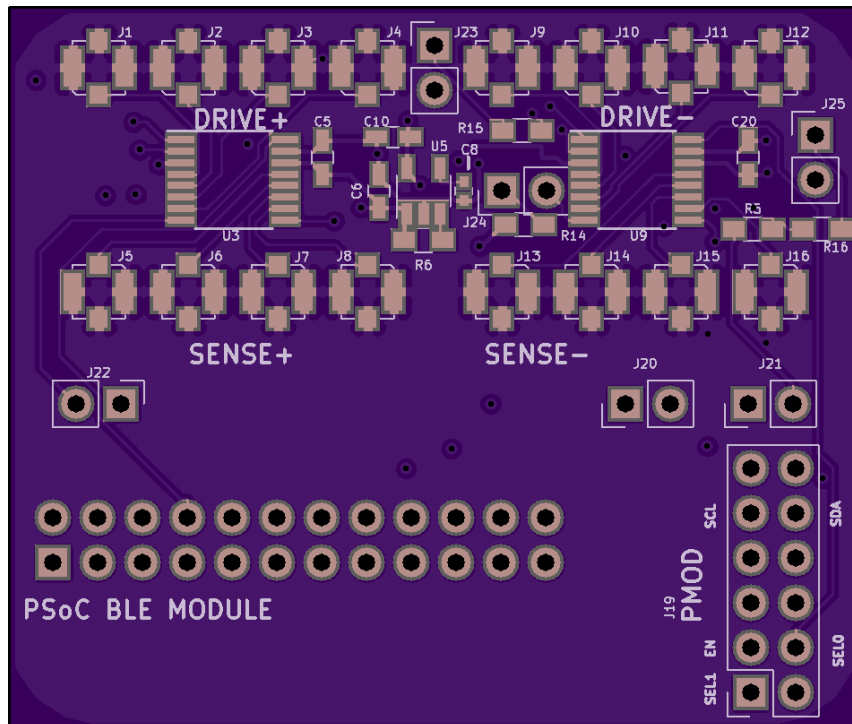 J1 J2 J3 J4 J23 J9 J10 J11 J12
J25
DRIVE+ C5 C10 R15 DRIVE- C20
U5 C8
C6
U3 J24 R14 U9 R3
R6 R16
J5 J6 J7 J8 J13 J14 J15 J16
SENSE+ SENSE-
J22 J20 J21
SCL SDA
PSoC BLE MODULE
J19 PMOD
EN SEL0
SEL1